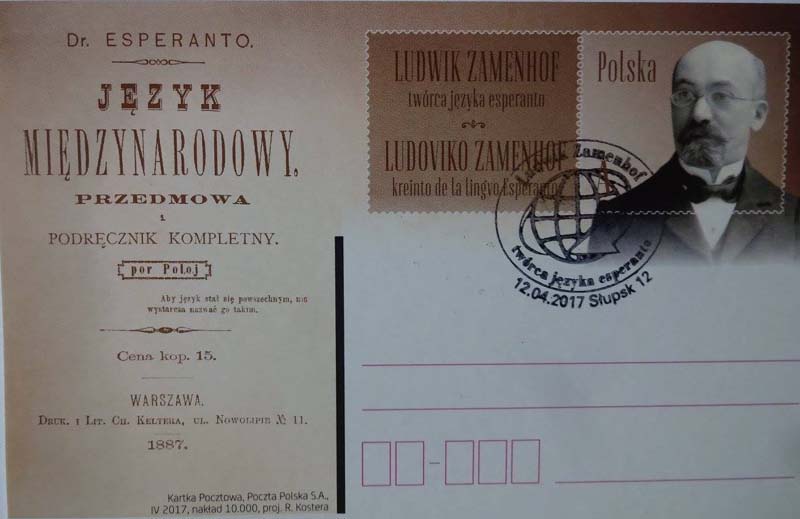 Dr. ESPERANTO.
JĘZYK
MIĘDZYNARODOWY.
PRZEDMOWA
i
PODRĘCZNIK KOMPLETNY.
por Poloj
Aby język stał się powszechnym, nie
wystarcza nazwać go takim.
Cena kop. 15.
WARSZAWA.
DRUK. I LIT. CH. KELTERA, UL. NOWOLIPIE № 11.
1887.
Kartka Pocztowa, Poczta Polska S.A.,
IV 2017, nakład 10.000, proj. R. Kostera
LUDWIK ZAMENHOF
twórca języka esperanto
LUDOVIKO ZAMENHOF
kreinto de la lingvo Esperanto
Polska
Ludwik Zamenhof
twórca języka esperanto
12.04.2017 Słupsk 12